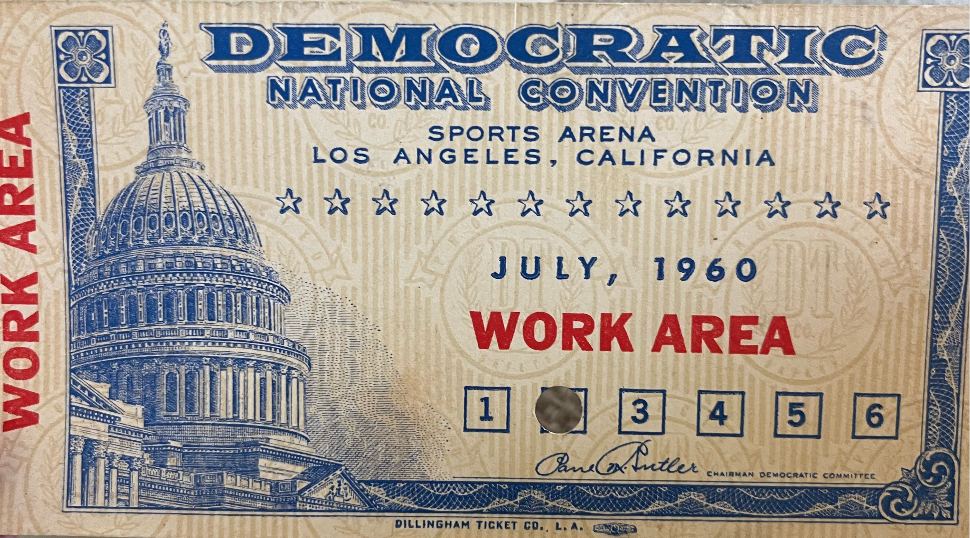 DEMOCRATIC
NATIONAL CONVENTION
SPORTS ARENA
LOS ANGELES, CALIFORNIA
JULY, 1960
WORK AREA
WORK AREA
1 3 4 5 6
Butler
CHAIRMAN DEMOCRATIC COMMITTEE
DILLINGHAM TICKET CO., L. A.